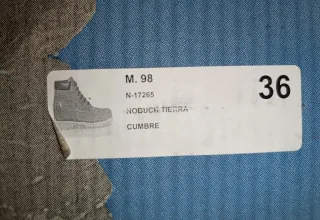 M. 98
36
N-17265
NOBUCK TIERRA
CUMBRE